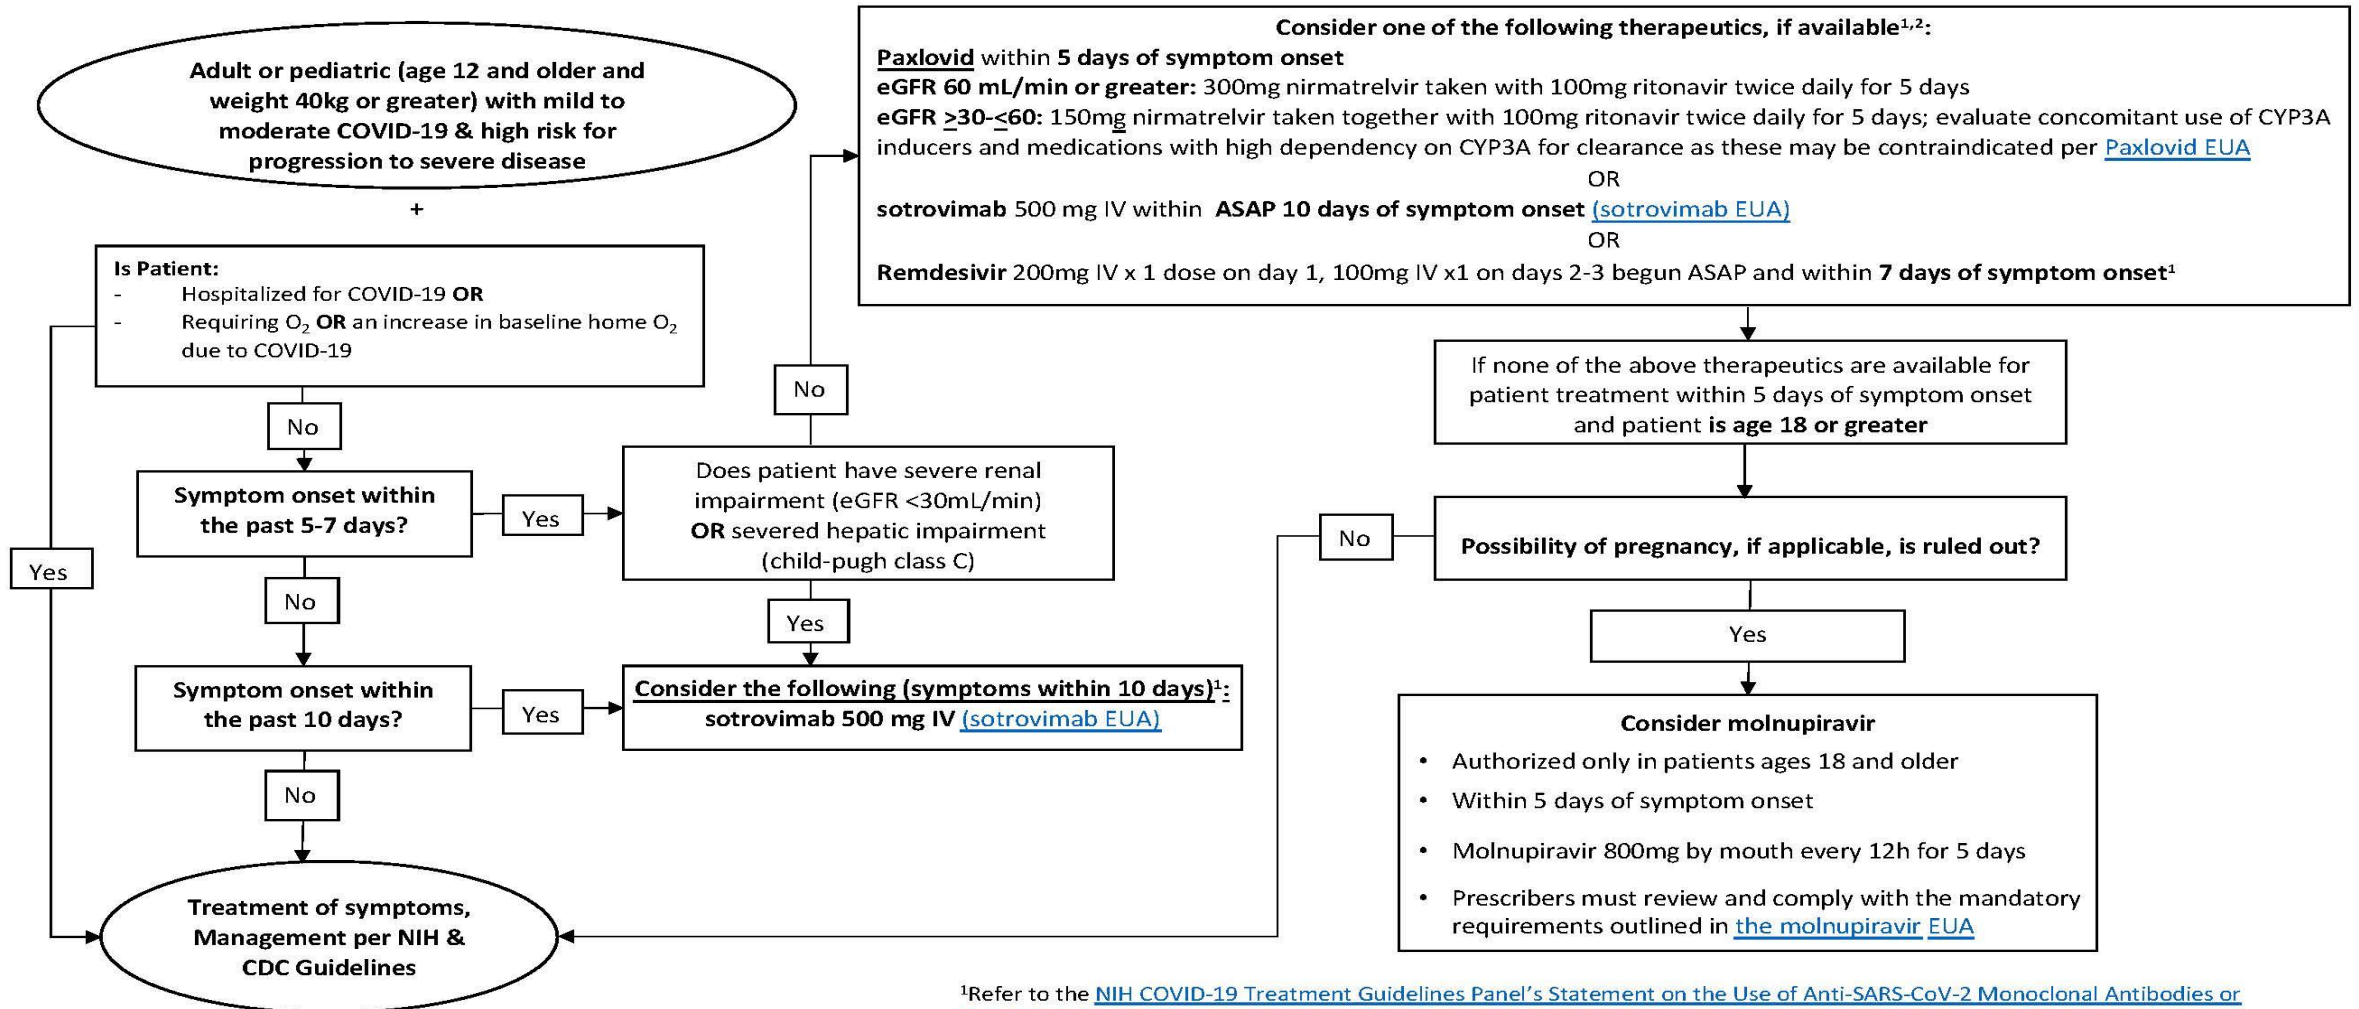 Adult or pediatric (age 12 and older and
weight 40kg or greater) with mild to
moderate COVID-19 & high risk for
progression to severe disease
+
Is Patient:
- Hospitalized for COVID-19 OR
- Requiring O₂ OR an increase in baseline home O₂
due to COVID-19
Yes
No
Symptom onset within
the past 5-7 days?
Yes
No
Symptom onset within
the past 10 days?
Yes
No
Treatment of symptoms,
Management per NIH &
CDC Guidelines
Does patient have severe renal
impairment (eGFR <30mL/min)
OR severed hepatic impairment
(child-pugh class C)
No
Yes
Consider the following (symptoms within 10 days)¹:
sotrovimab 500 mg IV (sotrovimab EUA)
Consider one of the following therapeutics, if available¹,²:
Paxlovid within 5 days of symptom onset
eGFR 60 mL/min or greater: 300mg nirmatrelvir taken with 100mg ritonavir twice daily for 5 days
eGFR ≥30-≤60: 150mg nirmatrelvir taken together with 100mg ritonavir twice daily for 5 days; evaluate concomitant use of CYP3A
inducers and medications with high dependency on CYP3A for clearance as these may be contraindicated per Paxlovid EUA
OR
sotrovimab 500 mg IV within ASAP 10 days of symptom onset (sotrovimab EUA)
OR
Remdesivir 200mg IV x 1 dose on day 1, 100mg IV x1 on days 2-3 begun ASAP and within 7 days of symptom onset¹
If none of the above therapeutics are available for
patient treatment within 5 days of symptom onset
and patient is age 18 or greater
Possibility of pregnancy, if applicable, is ruled out?
No
Yes
Consider molnupiravir
• Authorized only in patients ages 18 and older
• Within 5 days of symptom onset
• Molnupiravir 800mg by mouth every 12h for 5 days
• Prescribers must review and comply with the mandatory
requirements outlined in the molnupiravir EUA
¹Refer to the NIH COVID-19 Treatment Guidelines Panel's Statement on the Use of Anti-SARS-CoV-2 Monoclonal Antibodies or